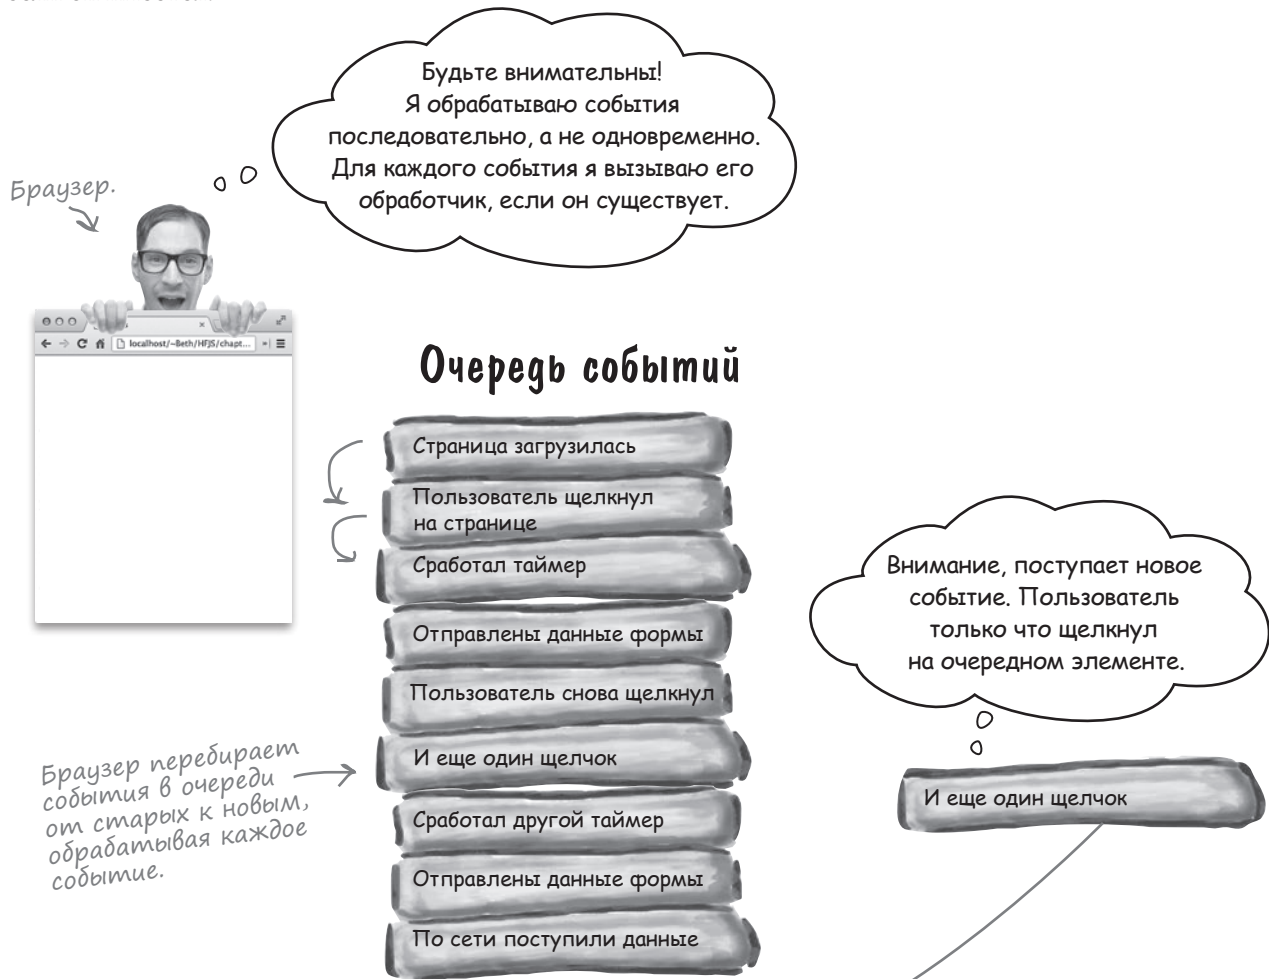 Будьте внимательны!
Я обрабатываю события
последовательно, а не одновременно.
Для каждого события я вызываю его
обработчик, если он существует.
Браузер.
localhost/~Beth/HFJS/chapt...
Очередь событий
Страница загрузилась
Пользователь щелкнул
на странице
Сработал таймер
Отправлены данные формы
Пользователь снова щелкнул
И еще один щелчок
Сработал другой таймер
Отправлены данные формы
По сети поступили данные
Браузер перебирает
события в очереди
от старых к новым,
обрабатывая каждое
событие.
Внимание, поступает новое
событие. Пользователь
только что щелкнул
на очередном элементе.
И еще один щелчок